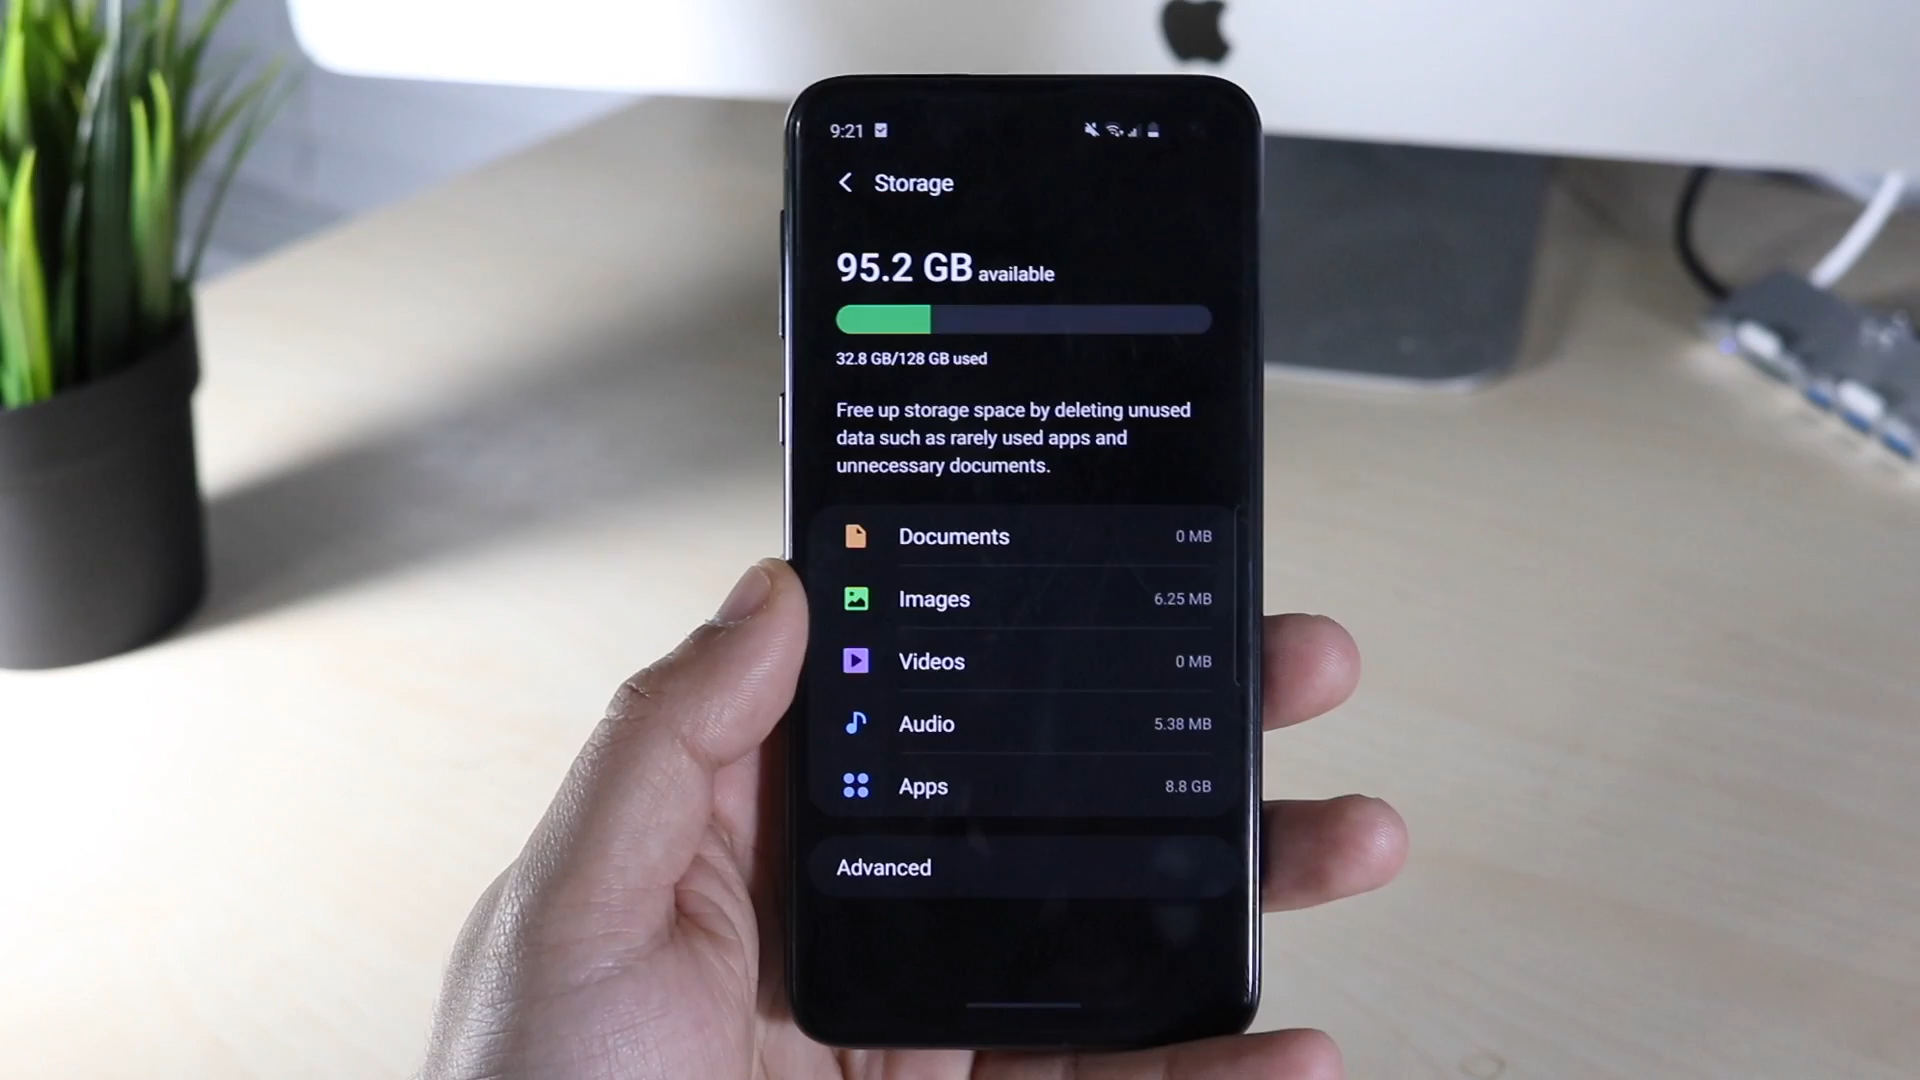 9:21
Storage
95.2 GB available
32.8 GB/128 GB used
Free up storage space by deleting unused
data such as rarely used apps and
unnecessary documents.
Documents 0 MB
Images 6.25 MB
Videos 0 MB
Audio 5.38 MB
Apps 8.8 GB
Advanced